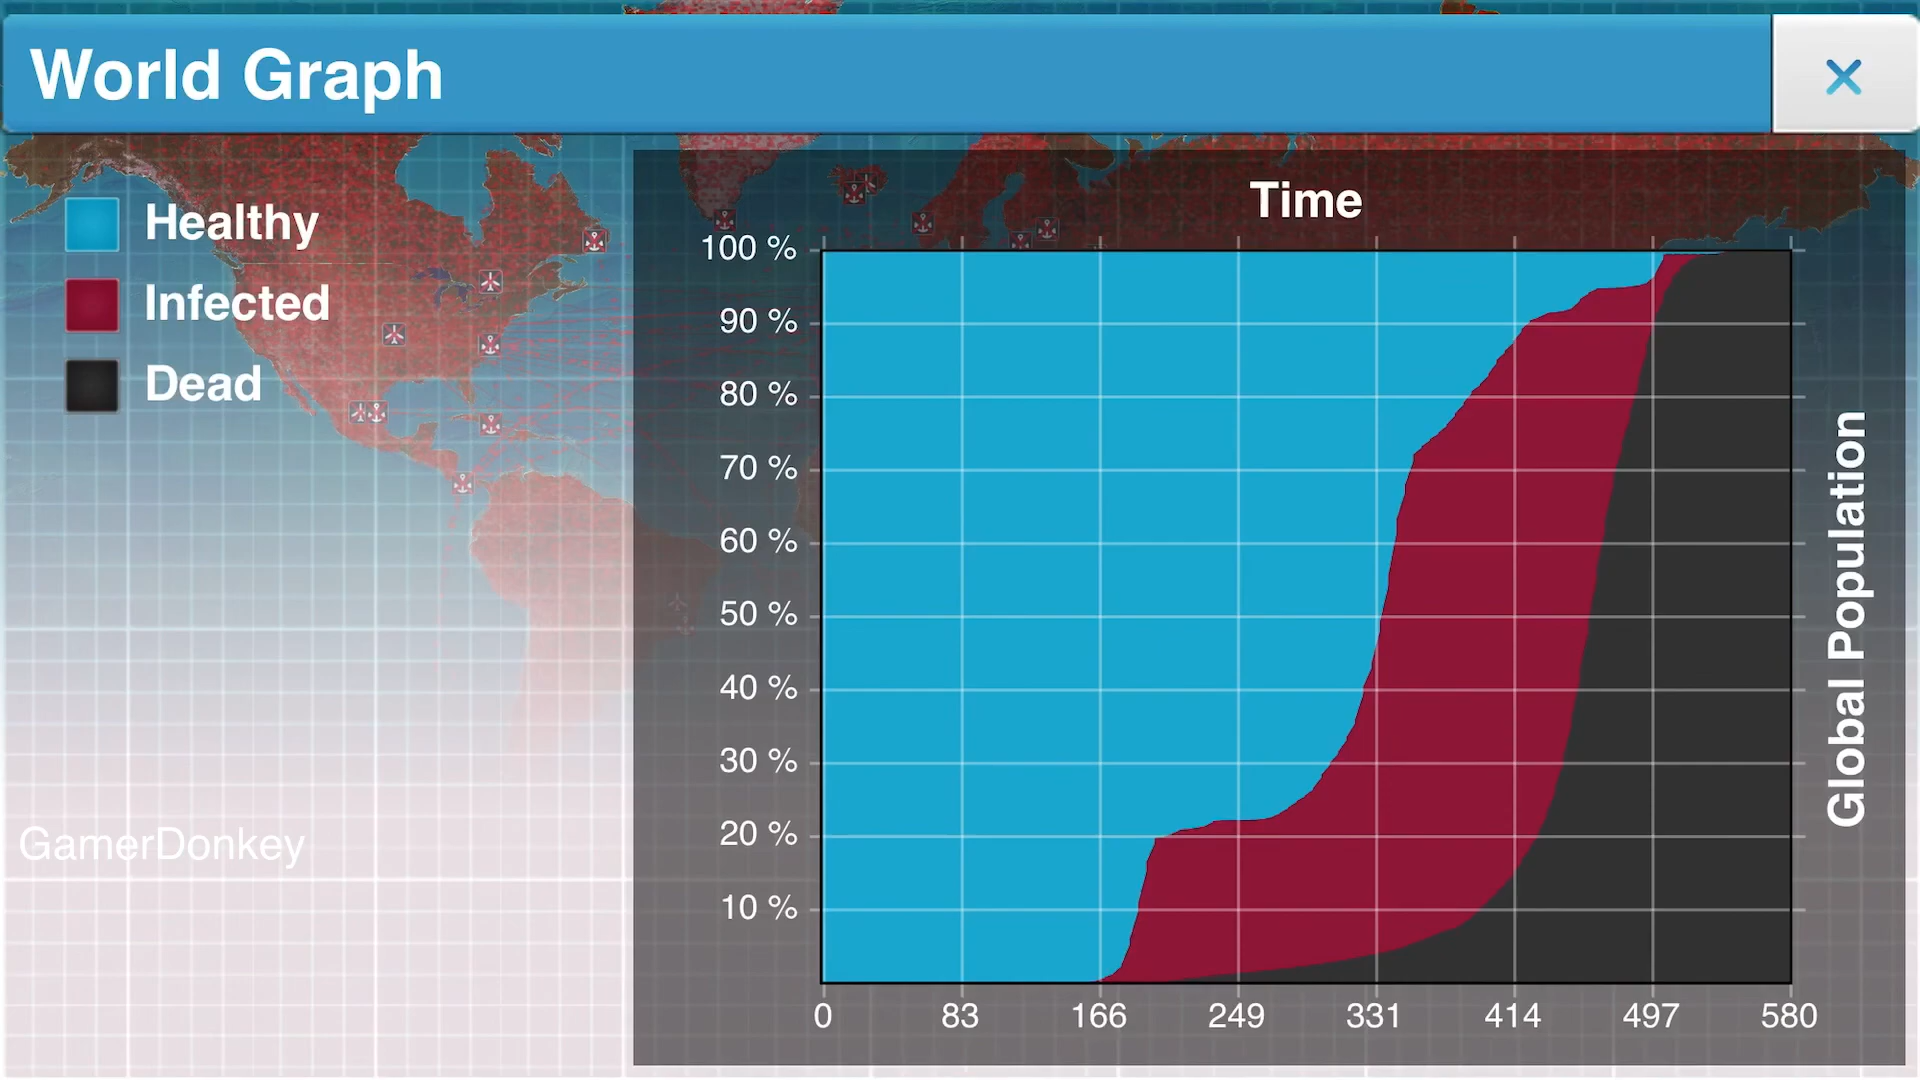 World Graph
Healthy
Infected
Dead
GamerDonkey
Time
100 %
90 %
80 %
70 %
60 %
50 %
40 %
30 %
20 %
10 %
0 83 166 249 331 414 497 580
Global Population